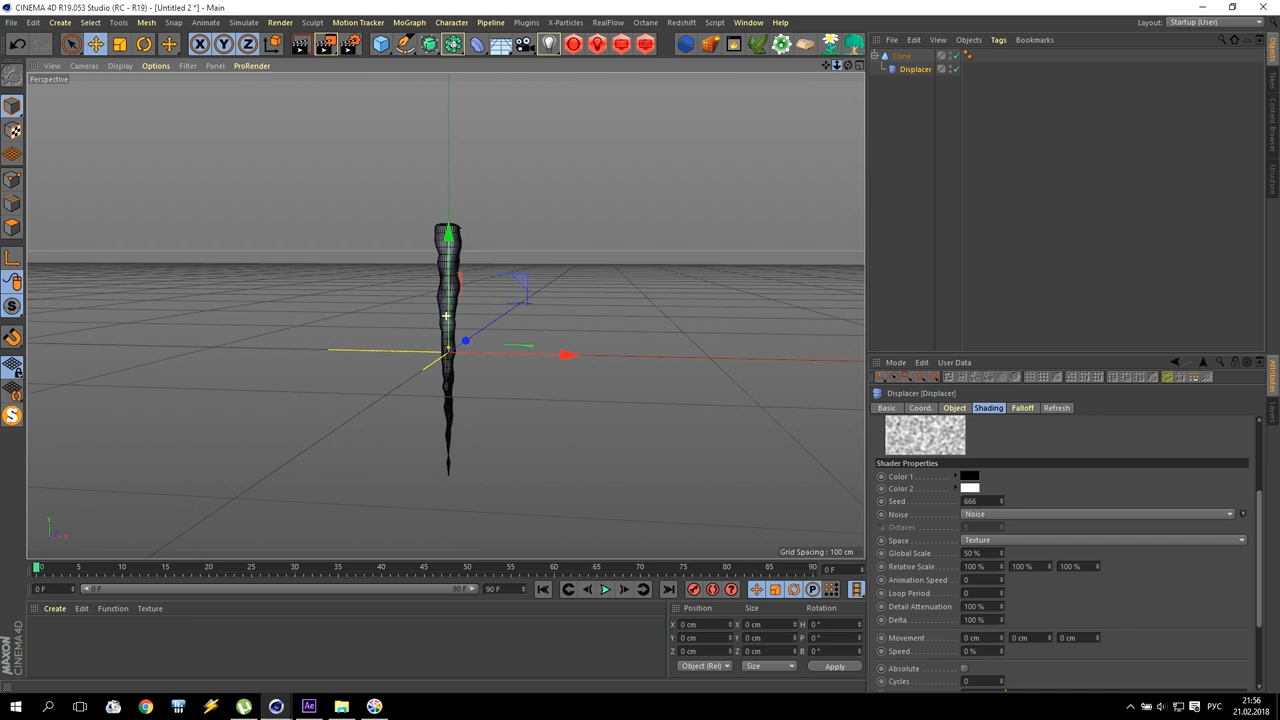 CINEMA 4D R19.053 Studio (RC - R19) - [Untitled 2 *] - Main
File Edit Create Select Tools Mesh Snap Animate Simulate Render Sculpt Motion Tracker MoGraph Character Pipeline Plugins X-Particles RealFlow Octane Redshift Script Window Help Layout: Startup (User)
View Cameras Display Options Filter Panel ProRender
File Edit View Objects Tags Bookmarks
Perspective
Cone
Displacer
Objects
Takes
Content Browser
Structure
Mode Edit User Data
Displacer [Displacer]
Basic Coord. Object Shading Falloff Refresh
Attributes
Layers
Shader Properties
Color 1
Color 2
Seed 666
Noise Noise
Octaves 5
Space Texture
Global Scale 50 %
Relative Scale 100 % 100 % 100 %
Animation Speed 0
Loop Period 0
Detail Attenuation 100 %
Delta 100 %
Movement 0 cm 0 cm 0 cm
Speed 0 %
Absolute
Cycles 0
Y
X
Grid Spacing : 100 cm
0 5 10 15 20 25 30 35 40 45 50 55 60 65 70 75 80 85 90 0 F
0 F 0 F 90 F 90 F
Create Edit Function Texture
Position Size Rotation
X 0 cm X 0 cm H 0 °
Y 0 cm Y 0 cm P 0 °
Z 0 cm Z 0 cm B 0 °
Object (Rel) Size Apply
MAXON
CINEMA 4D
РУС
21:56
21.02.2018